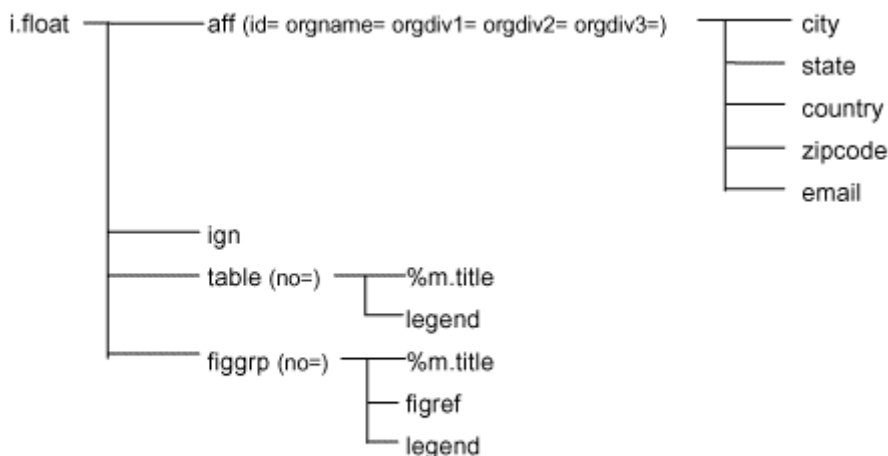 i.float aff (id= orgname= orgdiv1= orgdiv2= orgdiv3=) city
state
country
zipcode
email
ign
table (no=) %m.title
legend
figgrp (no=) %m.title
figref
legend